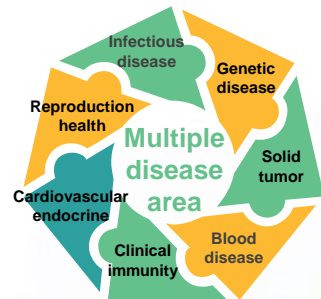 Infectious
disease
Genetic
disease
Reproduction
health
Multiple
disease
area
Solid
tumor
Cardiovascular
endocrine
Clinical
immunity
Blood
disease